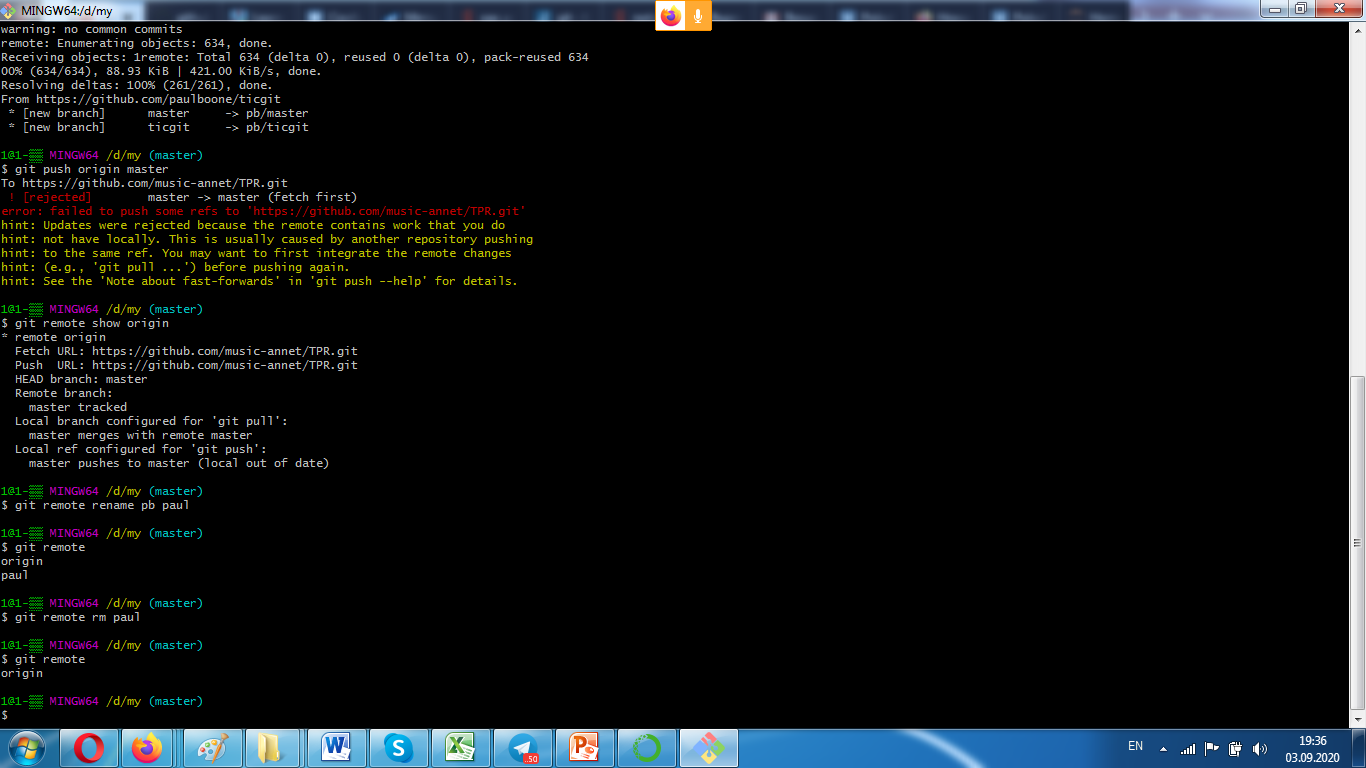 MINGW64:/d/my
warning: no common commits
remote: Enumerating objects: 634, done.
Receiving objects: 1remote: Total 634 (delta 0), reused 0 (delta 0), pack-reused 634
00% (634/634), 88.93 KiB | 421.00 KiB/s, done.
Resolving deltas: 100% (261/261), done.
From https://github.com/paulboone/ticgit
 * [new branch]      master     -> pb/master
 * [new branch]      ticgit     -> pb/ticgit
1@1-▒▒ MINGW64 /d/my (master)
$ git push origin master
To https://github.com/music-annet/TPR.git
 ! [rejected]        master -> master (fetch first)
error: failed to push some refs to 'https://github.com/music-annet/TPR.git'
hint: Updates were rejected because the remote contains work that you do
hint: not have locally. This is usually caused by another repository pushing
hint: to the same ref. You may want to first integrate the remote changes
hint: (e.g., 'git pull ...') before pushing again.
hint: See the 'Note about fast-forwards' in 'git push --help' for details.
1@1-▒▒ MINGW64 /d/my (master)
$ git remote show origin
* remote origin
  Fetch URL: https://github.com/music-annet/TPR.git
  Push  URL: https://github.com/music-annet/TPR.git
  HEAD branch: master
  Remote branch:
    master tracked
  Local branch configured for 'git pull':
    master merges with remote master
  Local ref configured for 'git push':
    master pushes to master (local out of date)
1@1-▒▒ MINGW64 /d/my (master)
$ git remote rename pb paul
1@1-▒▒ MINGW64 /d/my (master)
$ git remote
origin
paul
1@1-▒▒ MINGW64 /d/my (master)
$ git remote rm paul
1@1-▒▒ MINGW64 /d/my (master)
$ git remote
origin
1@1-▒▒ MINGW64 /d/my (master)
$
.50
EN
19:36
03.09.2020